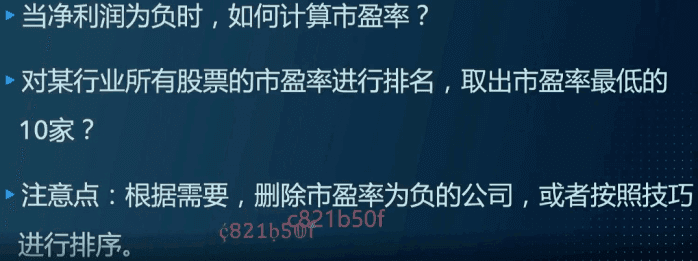 当净利润为负时，如何计算市盈率？
对某行业所有股票的市盈率进行排名，取出市盈率最低的
10家？
注意点：根据需要，删除市盈率为负的公司，或者按照技巧
进行排序。
c821b50f
c821b50f